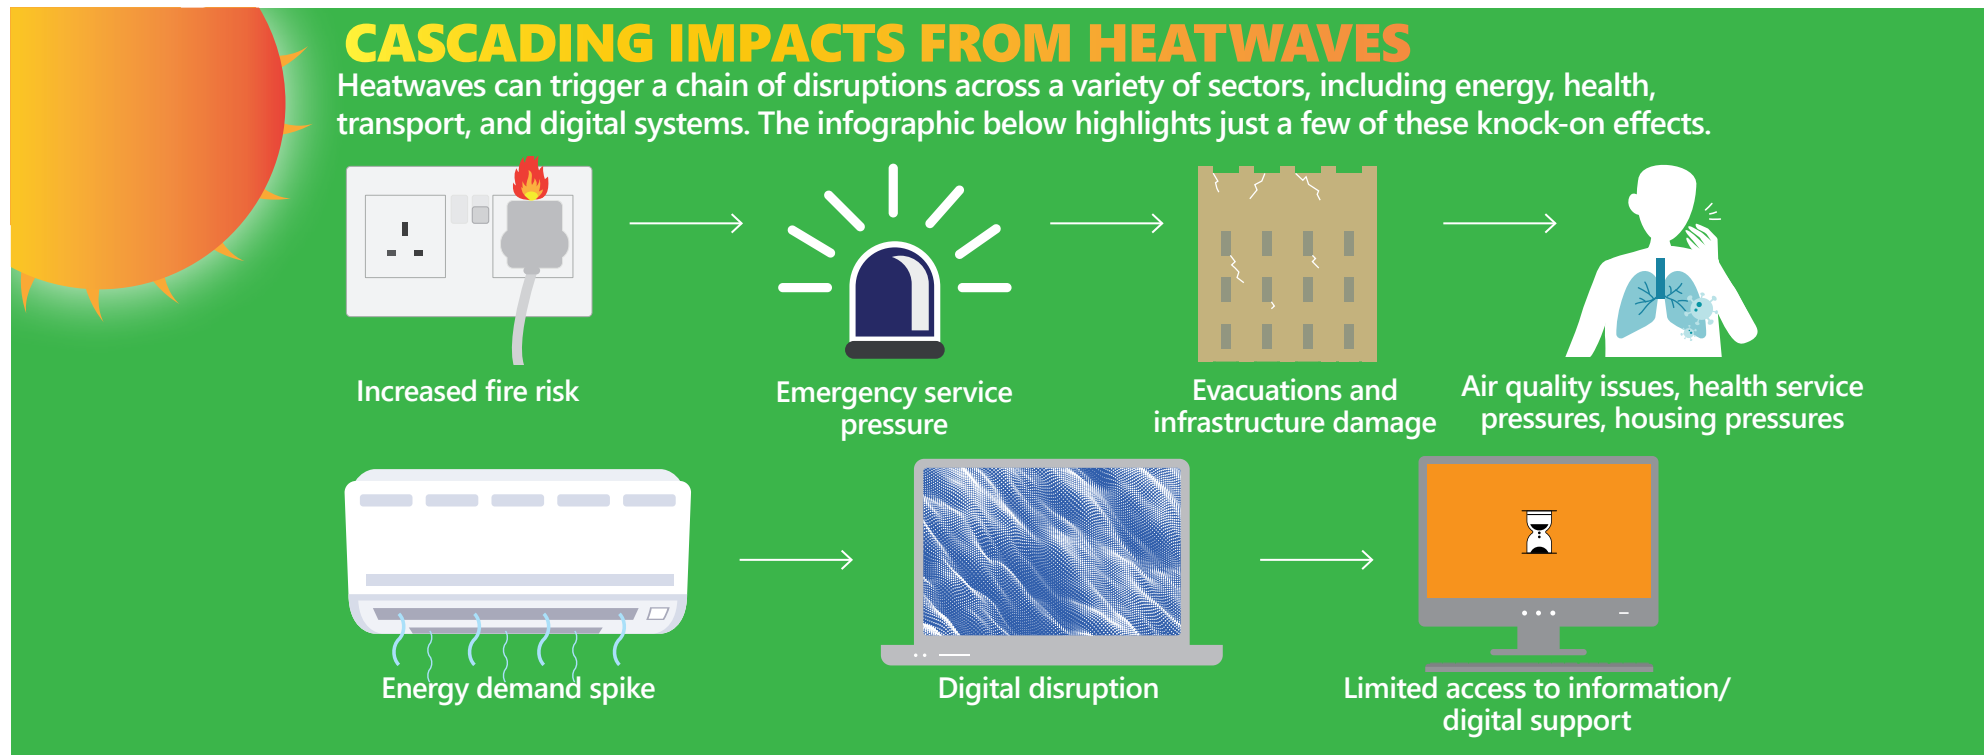 CASCADING IMPACTS FROM HEATWAVES
Heatwaves can trigger a chain of disruptions across a variety of sectors, including energy, health,
transport, and digital systems. The infographic below highlights just a few of these knock-on effects.
Increased fire risk
Emergency service
pressure
Evacuations and
infrastructure damage
Air quality issues, health service
pressures, housing pressures
Energy demand spike
Digital disruption
Limited access to information/
digital support